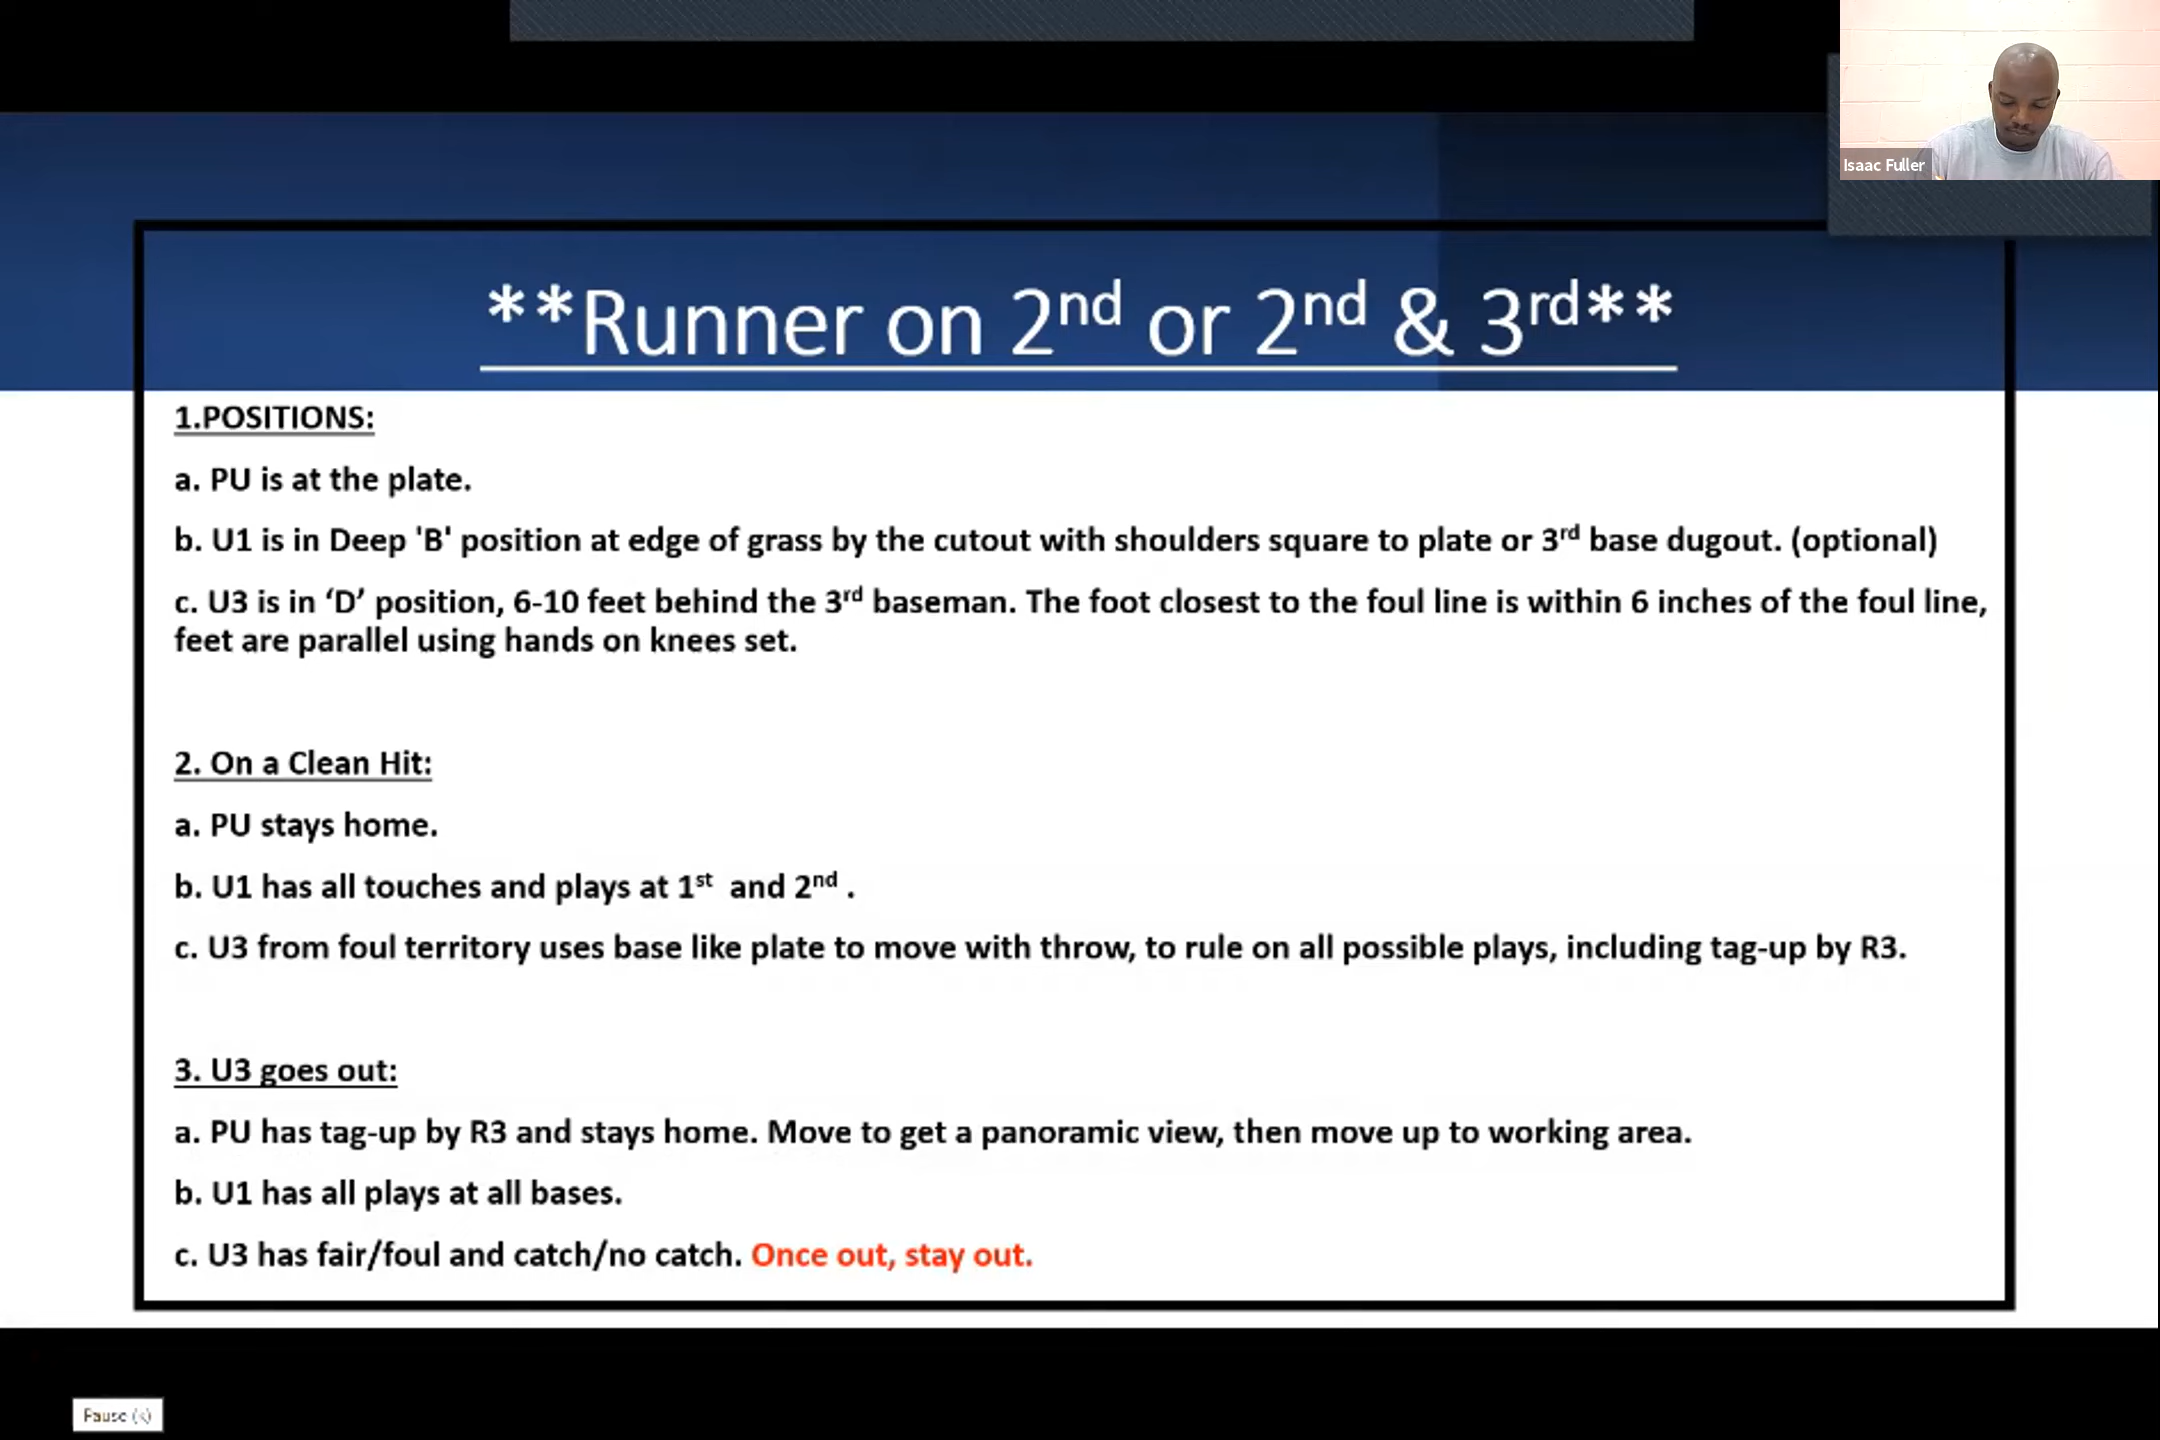 Isaac Fuller
**Runner on 2nd or 2nd & 3rd**
1.POSITIONS:
a. PU is at the plate.
b. U1 is in Deep 'B' position at edge of grass by the cutout with shoulders square to plate or 3rd base dugout. (optional)
c. U3 is in ‘D’ position, 6-10 feet behind the 3rd baseman. The foot closest to the foul line is within 6 inches of the foul line,
feet are parallel using hands on knees set.
2. On a Clean Hit:
a. PU stays home.
b. U1 has all touches and plays at 1st and 2nd .
c. U3 from foul territory uses base like plate to move with throw, to rule on all possible plays, including tag-up by R3.
3. U3 goes out:
a. PU has tag-up by R3 and stays home. Move to get a panoramic view, then move up to working area.
b. U1 has all plays at all bases.
c. U3 has fair/foul and catch/no catch. Once out, stay out.
Pause (k)